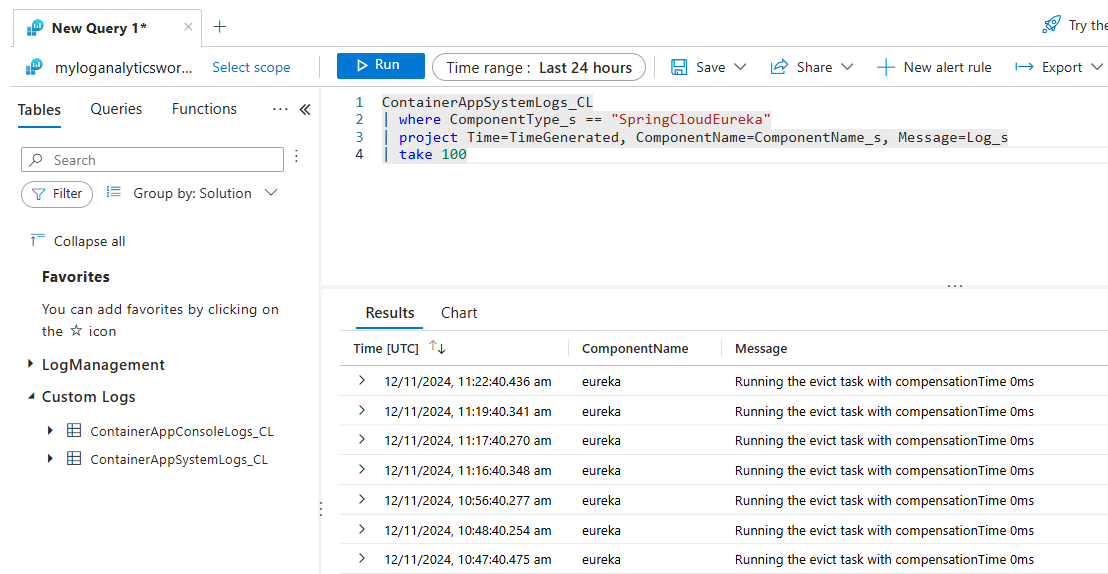 New Query 1*
Try the
myloganalyticswor... Select scope Run Time range : Last 24 hours Save Share New alert rule Export
Tables Queries Functions
Search
Filter Group by: Solution
Collapse all
Favorites
You can add favorites by clicking on
the ☆ icon
LogManagement
Custom Logs
ContainerAppConsoleLogs_CL
ContainerAppSystemLogs_CL
1 ContainerAppSystemLogs_CL
2 | where ComponentType_s == "SpringCloudEureka"
3 | project Time=TimeGenerated, ComponentName=ComponentName_s, Message=Log_s
4 | take 100
Results Chart
Time [UTC] ComponentName Message
12/11/2024, 11:22:40.436 am eureka Running the evict task with compensationTime 0ms
12/11/2024, 11:19:40.341 am eureka Running the evict task with compensationTime 0ms
12/11/2024, 11:17:40.270 am eureka Running the evict task with compensationTime 0ms
12/11/2024, 11:16:40.348 am eureka Running the evict task with compensationTime 0ms
12/11/2024, 10:56:40.277 am eureka Running the evict task with compensationTime 0ms
12/11/2024, 10:48:40.254 am eureka Running the evict task with compensationTime 0ms
12/11/2024, 10:47:40.475 am eureka Running the evict task with compensationTime 0ms